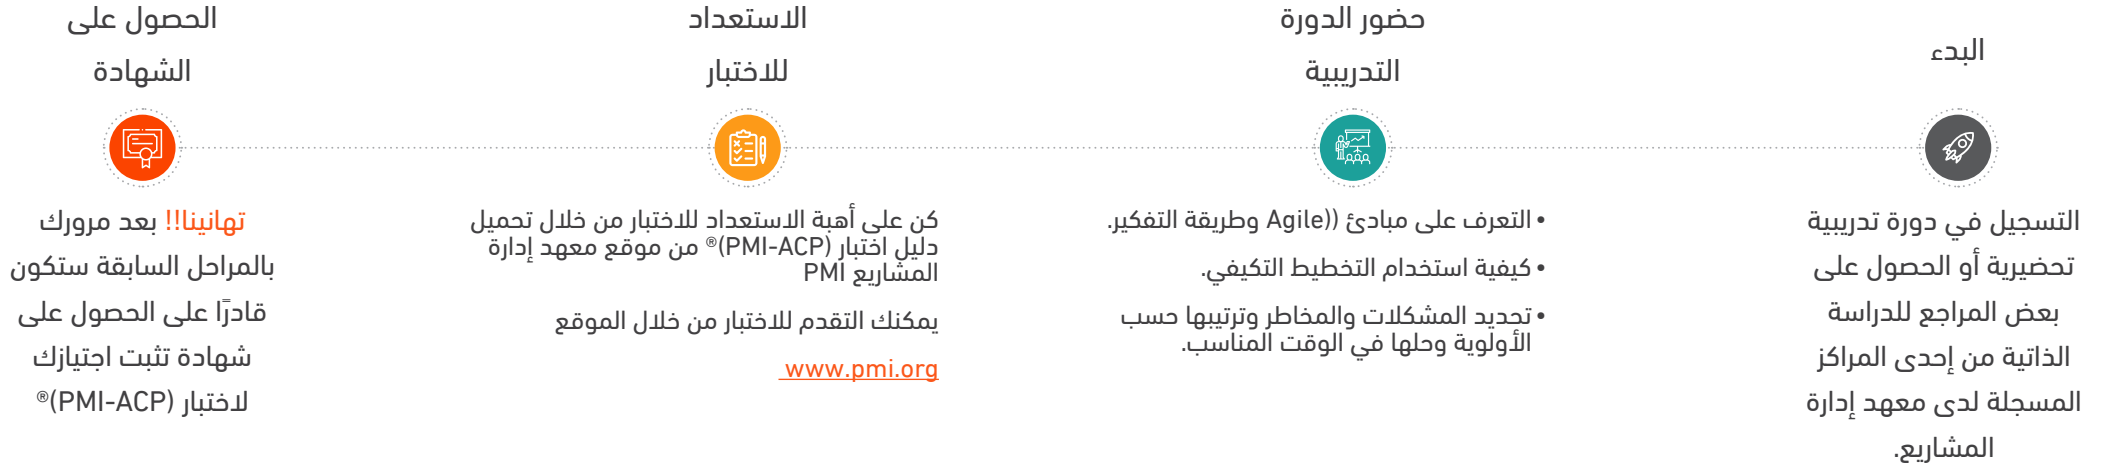 البدء
التسجيل في دورة تدريبية
تحضيرية أو الحصول على
بعض المراجع للدراسة
الذاتية من إحدى المراكز
المسجلة لدى معهد إدارة
المشاريع.
حضور الدورة
التدريبية
• التعرف على مبادئ ((Agile وطريقة التفكير.
• كيفية استخدام التخطيط التكيفي.
• تحديد المشكلات والمخاطر وترتيبها حسب
الأولوية وحلها في الوقت المناسب.
الاستعداد
للاختبار
كن على أهبة الاستعداد للاختبار من خلال تحميل
دليل اختبار (PMI-ACP)® من موقع معهد إدارة
المشاريع PMI
يمكنك التقدم للاختبار من خلال الموقع
www.pmi.org
الحصول على
الشهادة
تهانينا!! بعد مرورك
بالمراحل السابقة ستكون
قادرًا على الحصول على
شهادة تثبت اجتيازك
لاختبار (PMI-ACP)®